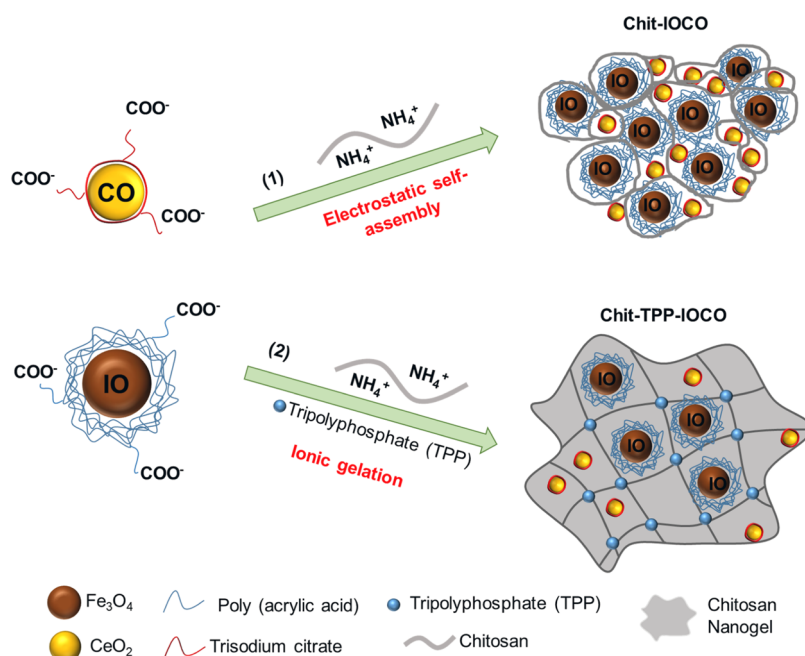 Chit-IOCO
COO⁻
COO⁻
COO⁻
CO
(1)
NH₄⁺
NH₄⁺
Electrostatic self-
assembly
IO
IO
IO
IO
IO
IO
IO
IO
IO
COO⁻
COO⁻
COO⁻
IO
(2)
NH₄⁺
NH₄⁺
Tripolyphosphate (TPP)
Ionic gelation
Chit-TPP-IOCO
IO
IO
IO
IO
Fe₃O₄
Poly (acrylic acid)
Tripolyphosphate (TPP)
Chitosan
Nanogel
CeO₂
Trisodium citrate
Chitosan